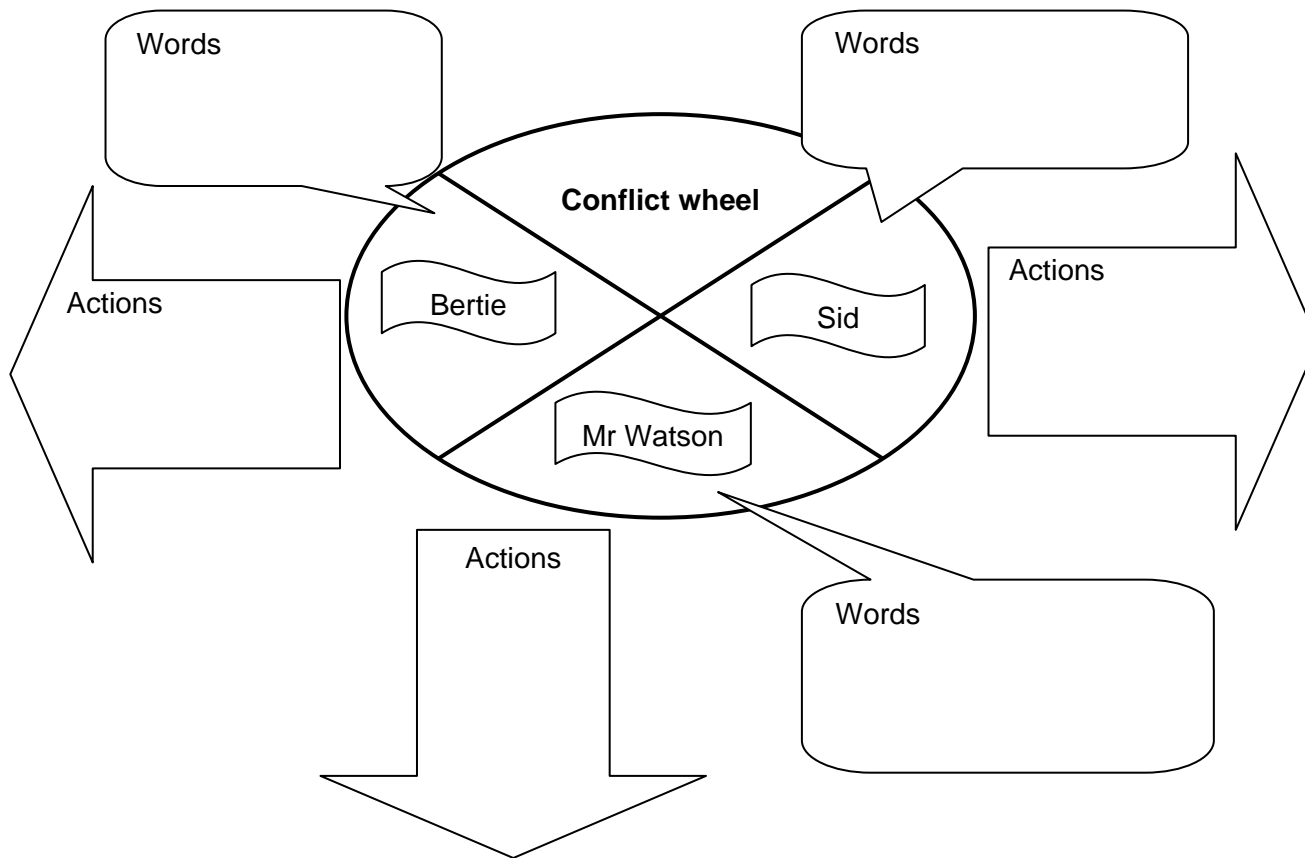 Words
Words
Conflict wheel
Actions
Bertie
Sid
Actions
Mr Watson
Actions
Words